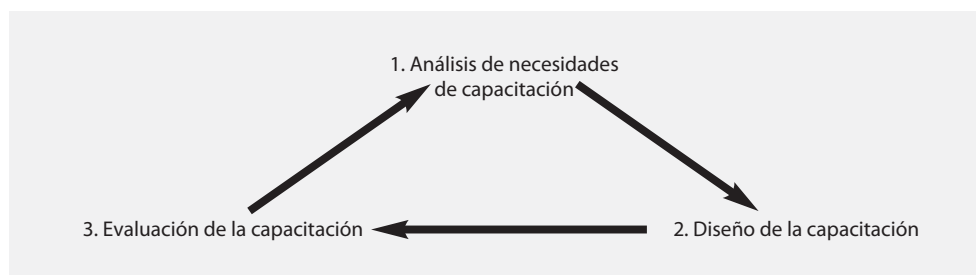 1. Análisis de necesidades
de capacitación
3. Evaluación de la capacitación
2. Diseño de la capacitación